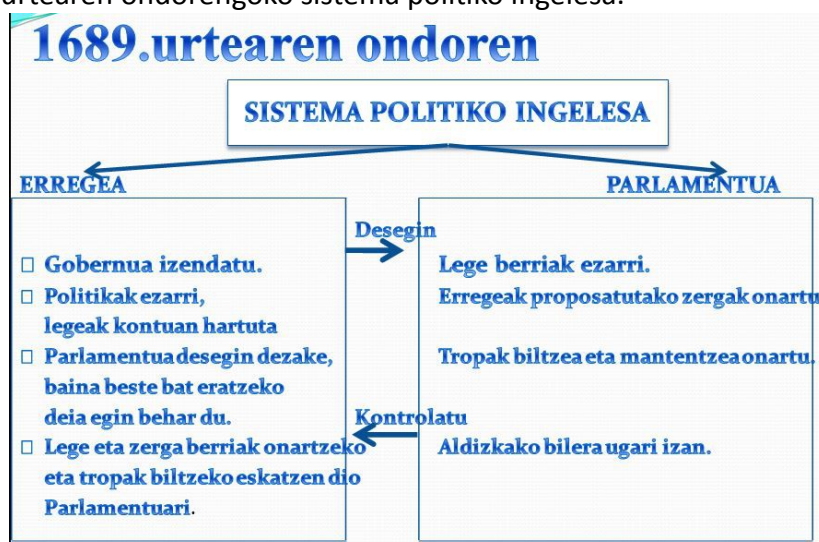 urtearen ondorengoko sistema politiko ingelesa.
1689.urtearen ondoren
SISTEMA POLITIKO INGELESA
ERREGEA
Gobernua izendatu.
Politikak ezarri,
legeak kontuan hartuta
Parlamentua desegin dezake,
baina beste bat eratzeko
deia egin behar du.
Lege eta zerga berriak onartzeko
eta tropak biltzeko eskatzen dio
Parlamentuari.
Desegin
Kontrolatu
PARLAMENTUA
Lege berriak ezarri.
Erregeak proposatutako zergak onartu
Tropak biltzea eta mantentzea onartu.
Aldizkako bilera ugari izan.